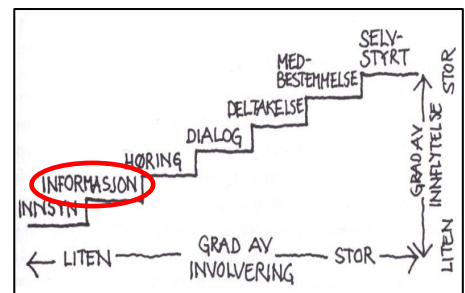 SELV-
STYRT
MED-
BESTEMMELSE
DELTAKELSE
DIALOG
HØRING
INFORMASJON
INNSYN
LITEN
GRAD AV
INVOLVERING
STOR
LITEN
GRAD AV
INNFLYTELSE
STOR